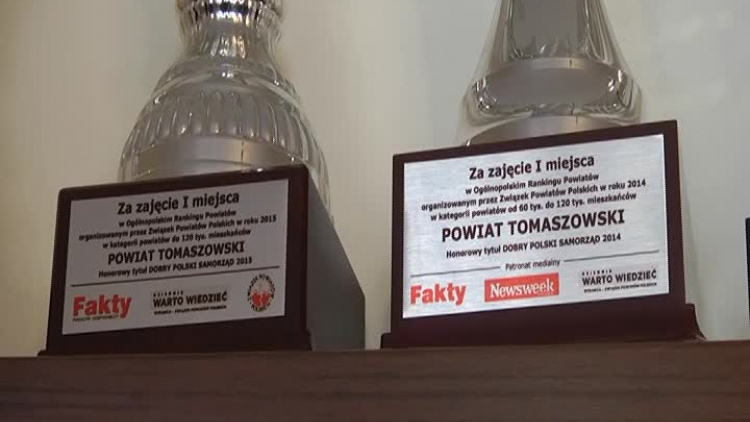 Za zajęcie I miejsca
w Ogólnopolskim Rankingu Powiatów
organizowanym przez Związek Powiatów Polskich w roku 2015
w kategorii powiatów do 120 tys. mieszkańców
POWIAT TOMASZOWSKI
Honorowy tytuł DOBRY POLSKI SAMORZĄD 2015
Fakty
DZIENNIK
WARTO WIEDZIEĆ
Za zajęcie I miejsca
w Ogólnopolskim Rankingu Powiatów
organizowanym przez Związek Powiatów Polskich w roku 2014
w kategorii powiatów od 60 tys. do 120 tys. mieszkańców
POWIAT TOMASZOWSKI
Honorowy tytuł DOBRY POLSKI SAMORZĄD 2014
Patronat medialny
Fakty
Newsweek
DZIENNIK
WARTO WIEDZIEĆ